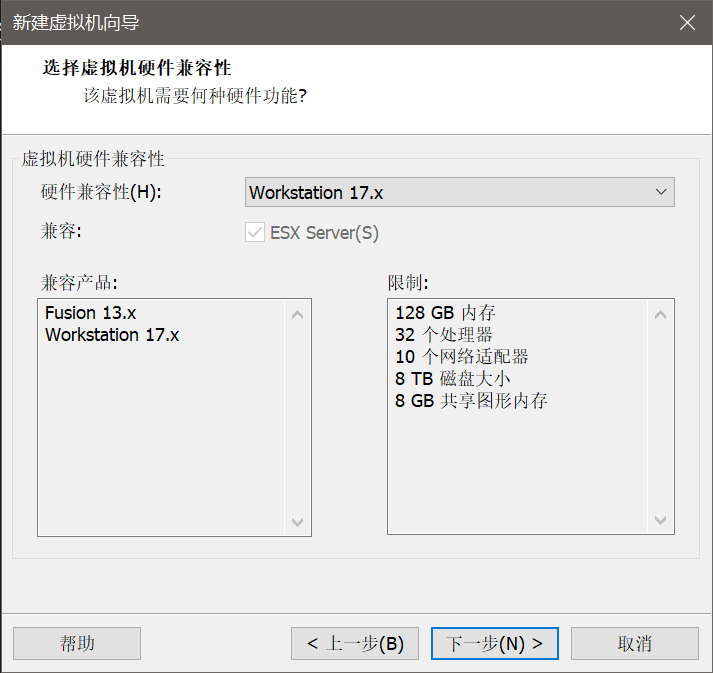 新建虚拟机向导
选择虚拟机硬件兼容性
该虚拟机需要何种硬件功能?
虚拟机硬件兼容性
硬件兼容性(H):
Workstation 17.x
兼容:
ESX Server(S)
兼容产品:
Fusion 13.x
Workstation 17.x
限制:
128 GB 内存
32 个处理器
10 个网络适配器
8 TB 磁盘大小
8 GB 共享图形内存
帮助
< 上一步(B)
下一步(N) >
取消